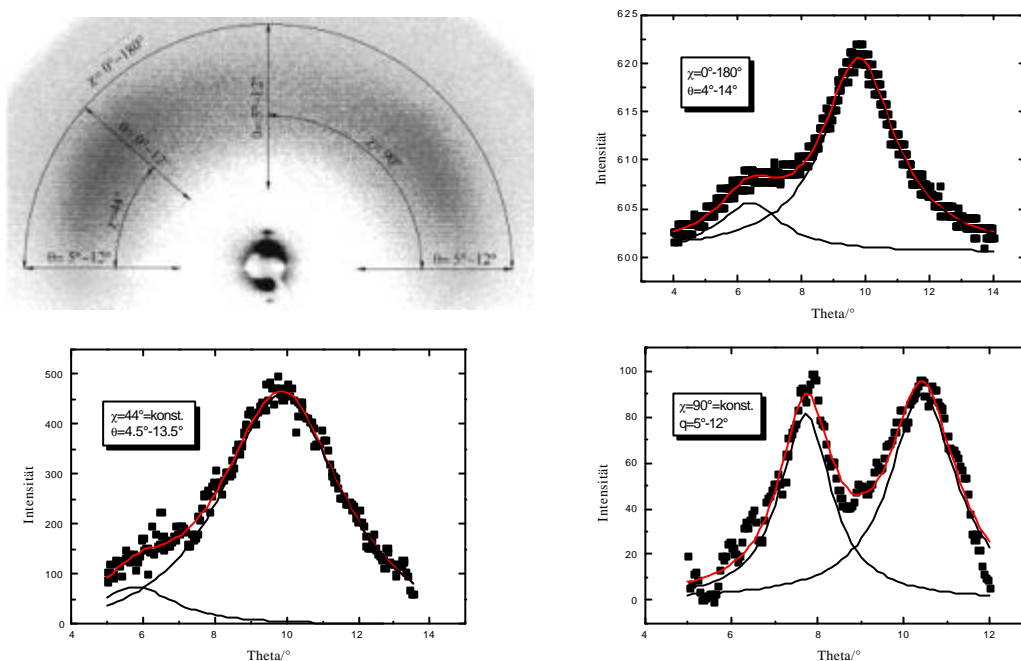 χ= 0°-180°
θ= 5°-12°
χ= 90°
θ= 5°-12°
θ= 5°-12°
625
620
615
610
605
600
Intensität
χ=0°-180°
θ=4°-14°
4
6
8
10
12
14
Theta/°
500
400
300
200
100
0
Intensität
χ=44°=konst.
θ=4.5°-13.5°
4
6
8
10
12
14
Theta/°
100
80
60
40
20
0
Intensität
χ=90°=konst.
q=5°-12°
4
6
8
10
12
Theta/°